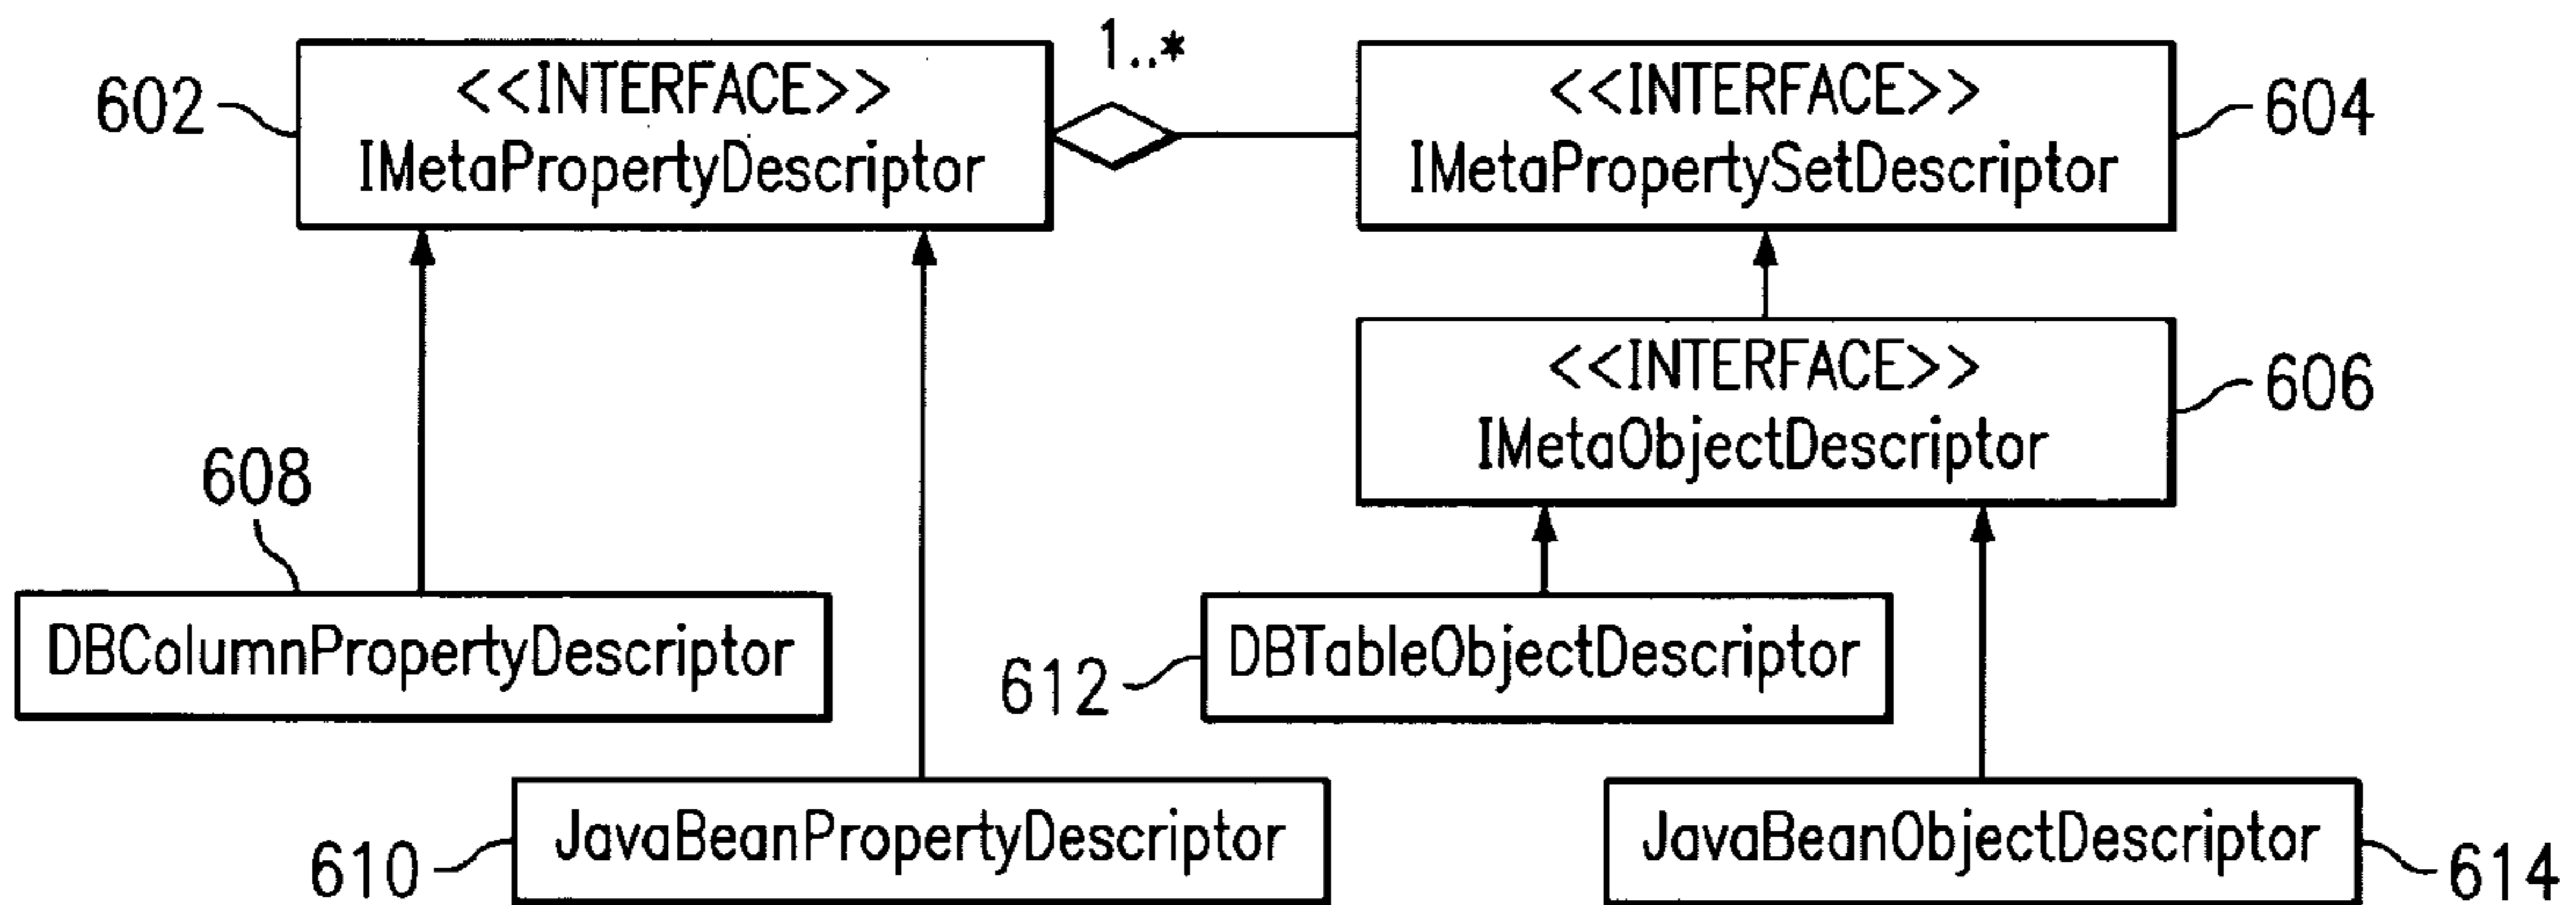 1..*
602
<<INTERFACE>>
IMetaPropertyDescriptor
<<INTERFACE>>
IMetaPropertySetDescriptor
604
<<INTERFACE>>
IMetaObjectDescriptor
606
608
DBColumnPropertyDescriptor
612
DBTableObjectDescriptor
610
JavaBeanPropertyDescriptor
JavaBeanObjectDescriptor
614